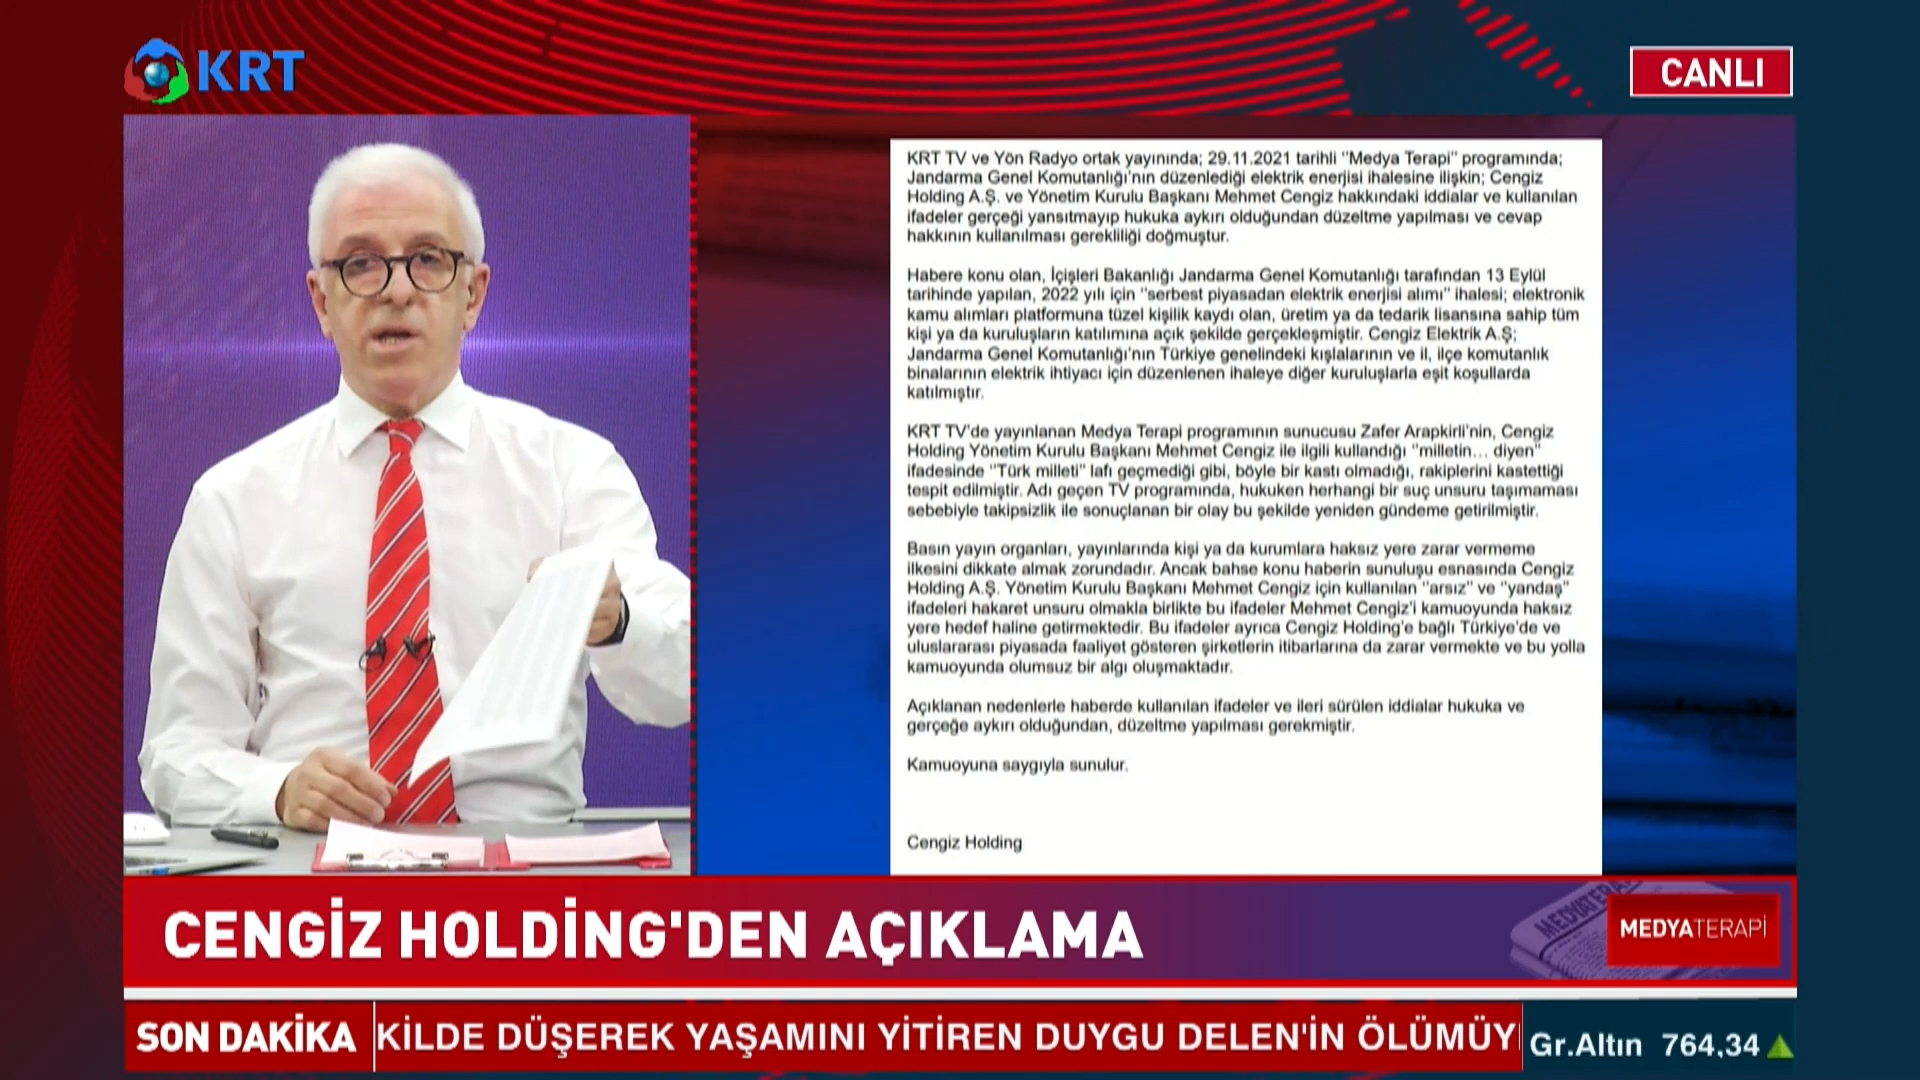 KRT
CANLI
KRT TV ve Yön Radyo ortak yayınında; 29.11.2021 tarihli "Medya Terapi" programında;
Jandarma Genel Komutanlığı'nın düzenlediği elektrik enerjisi ihalesine ilişkin; Cengiz
Holding A.Ş. ve Yönetim Kurulu Başkanı Mehmet Cengiz hakkındaki iddialar ve kullanılan
ifadeler gerçeği yansıtmayıp hukuka aykırı olduğundan düzeltme yapılması ve cevap
hakkının kullanılması gerekliliği doğmuştur.
Habere konu olan, İçişleri Bakanlığı Jandarma Genel Komutanlığı tarafından 13 Eylül
tarihinde yapılan, 2022 yılı için "serbest piyasadan elektrik enerjisi alımı" ihalesi; elektronik
kamu alımları platformuna tüzel kişilik kaydı olan, üretim ya da tedarik lisansına sahip tüm
kişi ya da kuruluşların katılımına açık şekilde gerçekleşmiştir. Cengiz Elektrik A.Ş;
Jandarma Genel Komutanlığı'nın Türkiye genelindeki kışlalarının ve il, ilçe komutanlık
binalarının elektrik ihtiyacı için düzenlenen ihaleye diğer kuruluşlarla eşit koşullarda
katılmıştır.
KRT TV'de yayınlanan Medya Terapi programının sunucusu Zafer Arapkirli'nin, Cengiz
Holding Yönetim Kurulu Başkanı Mehmet Cengiz ile ilgili kullandığı "milletin... diyen"
ifadesinde "Türk milleti" lafı geçmediği gibi, böyle bir kastı olmadığı, rakiplerini kastettiği
tespit edilmiştir. Adı geçen TV programında, hukuken herhangi bir suç unsuru taşımaması
sebebiyle takipsizlik ile sonuçlanan bir olay bu şekilde yeniden gündeme getirilmiştir.
Basın yayın organları, yayınlarında kişi ya da kurumlara haksız yere zarar vermeme
ilkesini dikkate almak zorundadır. Ancak bahse konu haberin sunuluşu esnasında Cengiz
Holding A.Ş. Yönetim Kurulu Başkanı Mehmet Cengiz için kullanılan "arsız" ve "yandaş"
ifadeleri hakaret unsuru olmakla birlikte bu ifadeler Mehmet Cengiz'i kamuoyunda haksız
yere hedef haline getirmektedir. Bu ifadeler ayrıca Cengiz Holding'e bağlı Türkiye'de ve
uluslararası piyasada faaliyet gösteren şirketlerin itibarlarına da zarar vermekte ve bu yolla
kamuoyunda olumsuz bir algı oluşmaktadır.
Açıklanan nedenlerle haberde kullanılan ifadeler ve ileri sürülen iddialar hukuka ve
gerçeğe aykırı olduğundan, düzeltme yapılması gerekmiştir.
Kamuoyuna saygıyla sunulur.
Cengiz Holding
CENGİZ HOLDİNG'DEN AÇIKLAMA
MEDYATERAPİ
SON DAKİKA
KİLDE DÜŞEREK YAŞAMINI YİTİREN DUYGU DELEN'İN ÖLÜMÜY
Gr.Altın 764,34